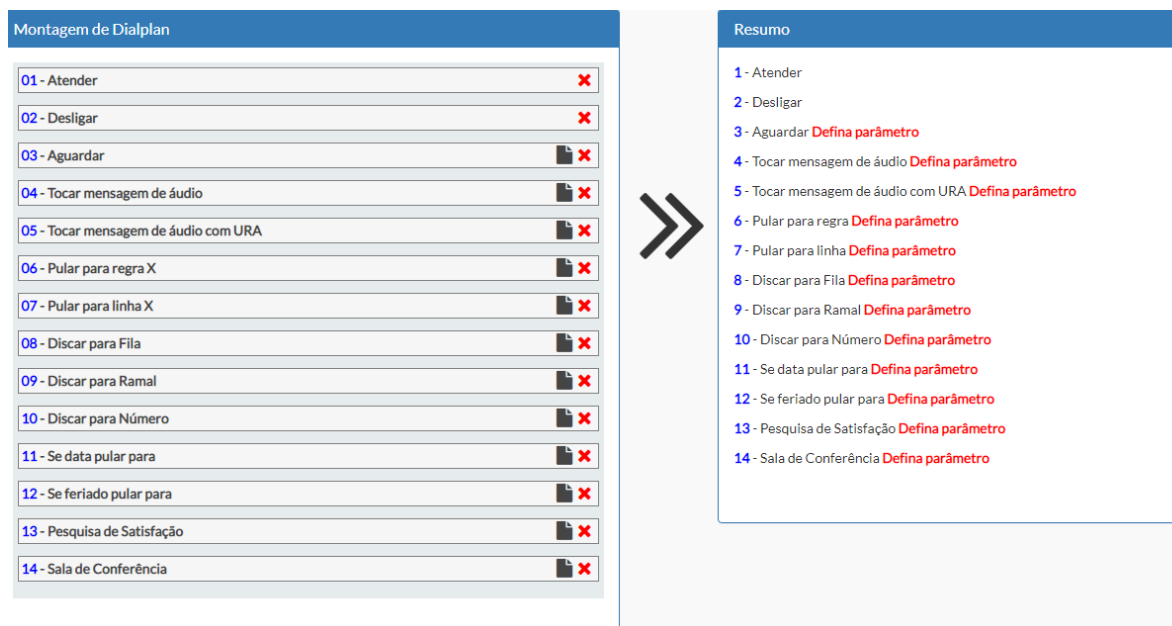 Montagem de Dialplan
01 - Atender
02 - Desligar
03 - Aguardar
04 - Tocar mensagem de áudio
05 - Tocar mensagem de áudio com URA
06 - Pular para regra X
07 - Pular para linha X
08 - Discar para Fila
09 - Discar para Ramal
10 - Discar para Número
11 - Se data pular para
12 - Se feriado pular para
13 - Pesquisa de Satisfação
14 - Sala de Conferência
Resumo
1 - Atender
2 - Desligar
3 - Aguardar Defina parâmetro
4 - Tocar mensagem de áudio Defina parâmetro
5 - Tocar mensagem de áudio com URA Defina parâmetro
6 - Pular para regra Defina parâmetro
7 - Pular para linha Defina parâmetro
8 - Discar para Fila Defina parâmetro
9 - Discar para Ramal Defina parâmetro
10 - Discar para Número Defina parâmetro
11 - Se data pular para Defina parâmetro
12 - Se feriado pular para Defina parâmetro
13 - Pesquisa de Satisfação Defina parâmetro
14 - Sala de Conferência Defina parâmetro